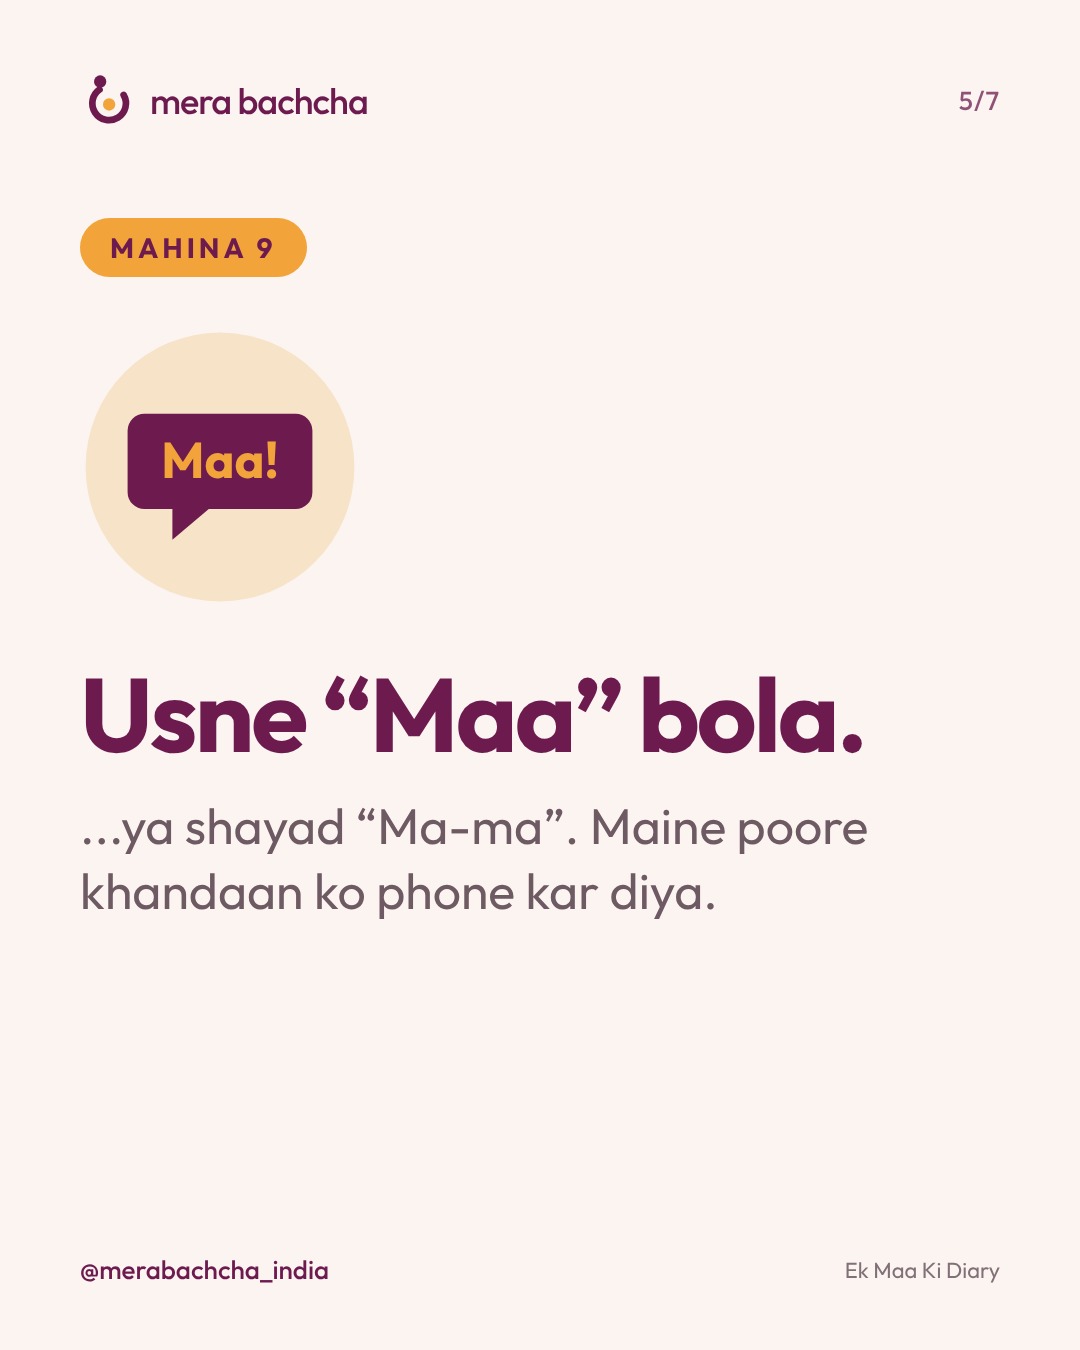 mera bachcha
5/7
MAHINA 9
Maa!
Usne “Maa” bola.
...ya shayad “Ma-ma”. Maine poore
khandaan ko phone kar diya.
@merabachcha_india
Ek Maa Ki Diary